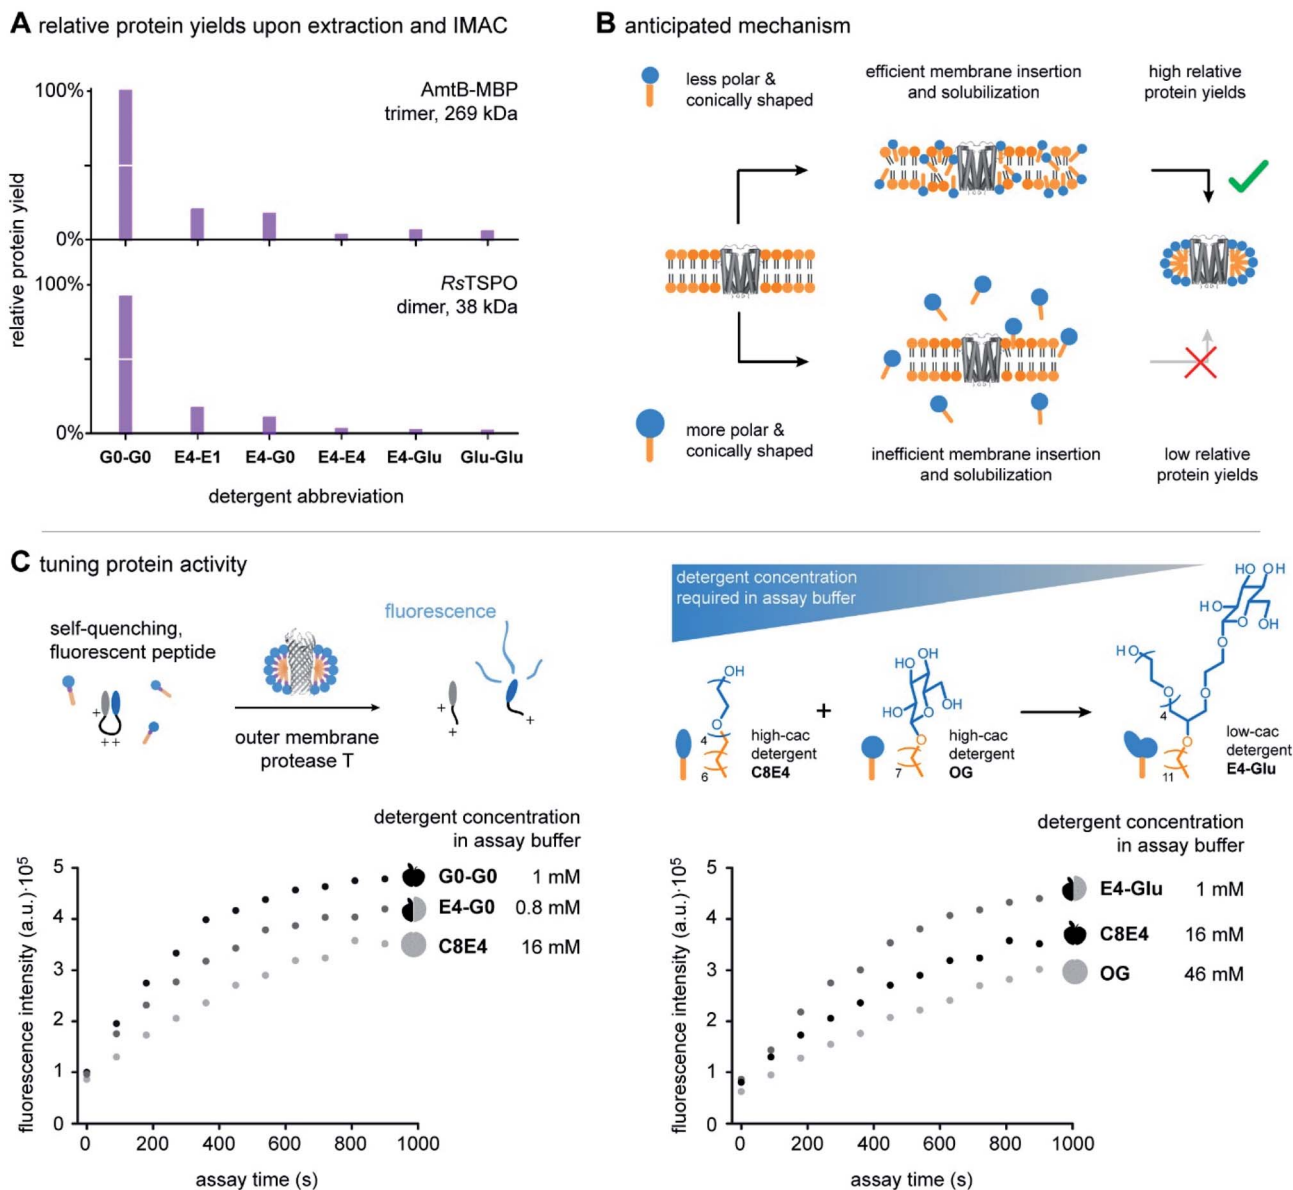 A relative protein yields upon extraction and IMAC
relative protein yield
100%
0%
AmtB-MBP
trimer, 269 kDa
100%
0%
RsTSPO
dimer, 38 kDa
G0-G0 E4-E1 E4-G0 E4-E4 E4-Glu Glu-Glu
detergent abbreviation
B anticipated mechanism
less polar &
conically shaped
efficient membrane insertion
and solubilization
high relative
protein yields
more polar &
conically shaped
inefficient membrane insertion
and solubilization
low relative
protein yields
C tuning protein activity
self-quenching,
fluorescent peptide
+
++
outer membrane
protease T
fluorescence
+
+
+
detergent concentration
required in assay buffer
OH
O
4
6
high-cac
detergent
C8E4
+
OH
HO
OH
HO
O
O
7
high-cac
detergent
OG
HO
OH
HO
O
OH
O
O
HO
O
4
O
O
11
low-cac
detergent
E4-Glu
detergent concentration
in assay buffer
fluorescence intensity (a.u.)·10⁵
5
4
3
2
1
0
G0-G0 1 mM
E4-G0 0.8 mM
C8E4 16 mM
0 200 400 600 800 1000
assay time (s)
detergent concentration
in assay buffer
fluorescence intensity (a.u.)·10⁵
5
4
3
2
1
0
E4-Glu 1 mM
C8E4 16 mM
OG 46 mM
0 200 400 600 800 1000
assay time (s)